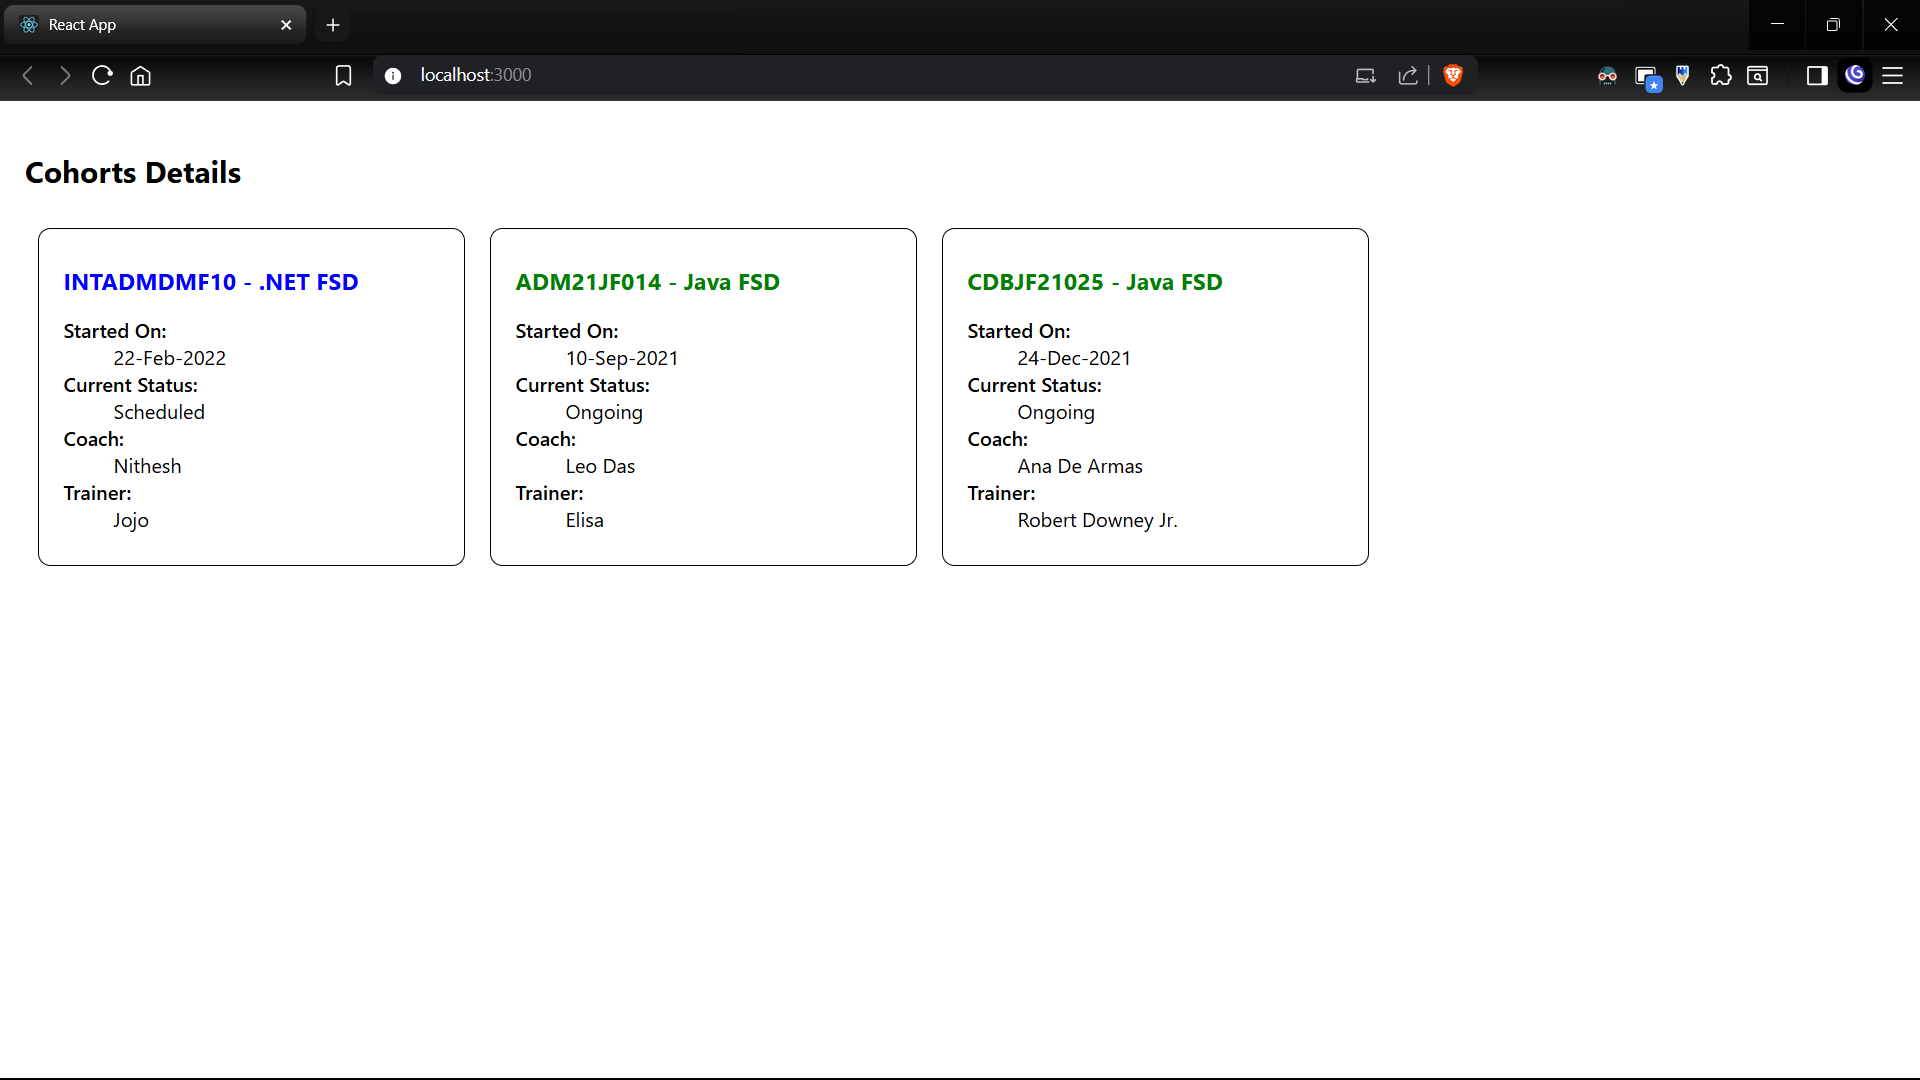 React App
localhost:3000
Cohorts Details
INTADMDMF10 - .NET FSD
Started On:
22-Feb-2022
Current Status:
Scheduled
Coach:
Nithesh
Trainer:
Jojo
ADM21JF014 - Java FSD
Started On:
10-Sep-2021
Current Status:
Ongoing
Coach:
Leo Das
Trainer:
Elisa
CDBJF21025 - Java FSD
Started On:
24-Dec-2021
Current Status:
Ongoing
Coach:
Ana De Armas
Trainer:
Robert Downey Jr.